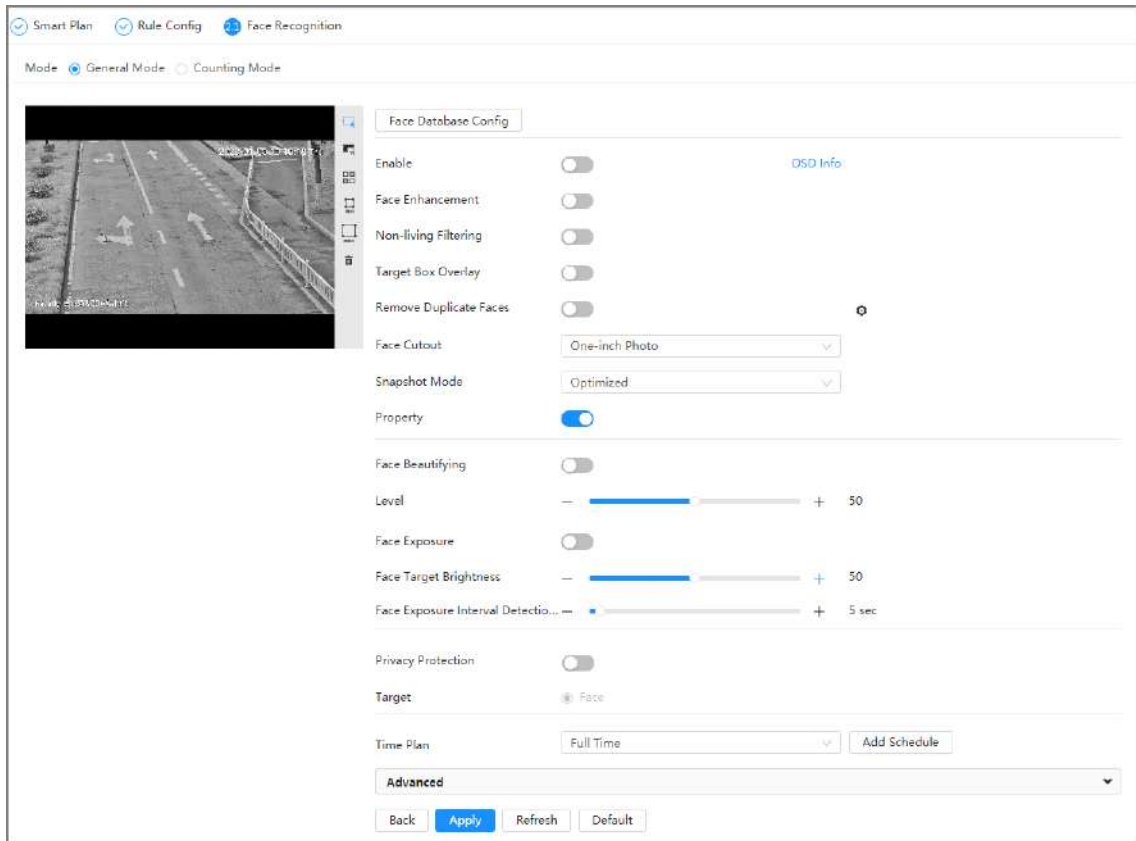 Smart Plan Rule Config Face Recognition
Mode General Mode Counting Mode
Face Database Config
Enable OSD Info
Face Enhancement
Non-living Filtering
Target Box Overlay
Remove Duplicate Faces
Face Cutout One-inch Photo
Snapshot Mode Optimized
Property
Face Beautifying
Level 50
Face Exposure
Face Target Brightness 50
Face Exposure Interval Detectio... 5 sec
Privacy Protection
Target Face
Time Plan Full Time Add Schedule
Advanced
Back Apply Refresh Default